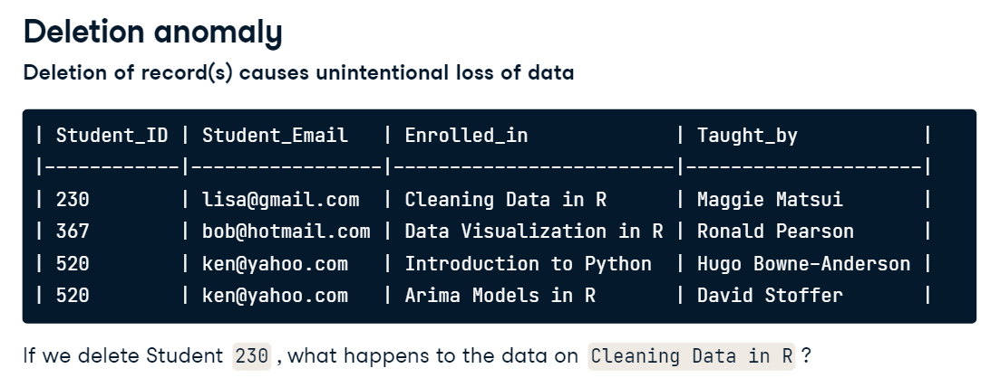 Deletion anomaly
Deletion of record(s) causes unintentional loss of data
| Student_ID | Student_Email   | Enrolled_in             | Taught_by           |
|------------|-----------------|-------------------------|---------------------|
| 230        | lisa@gmail.com  | Cleaning Data in R      | Maggie Matsui       |
| 367        | bob@hotmail.com | Data Visualization in R | Ronald Pearson      |
| 520        | ken@yahoo.com   | Introduction to Python  | Hugo Bowne-Anderson |
| 520        | ken@yahoo.com   | Arima Models in R       | David Stoffer       |
If we delete Student 230 , what happens to the data on Cleaning Data in R ?